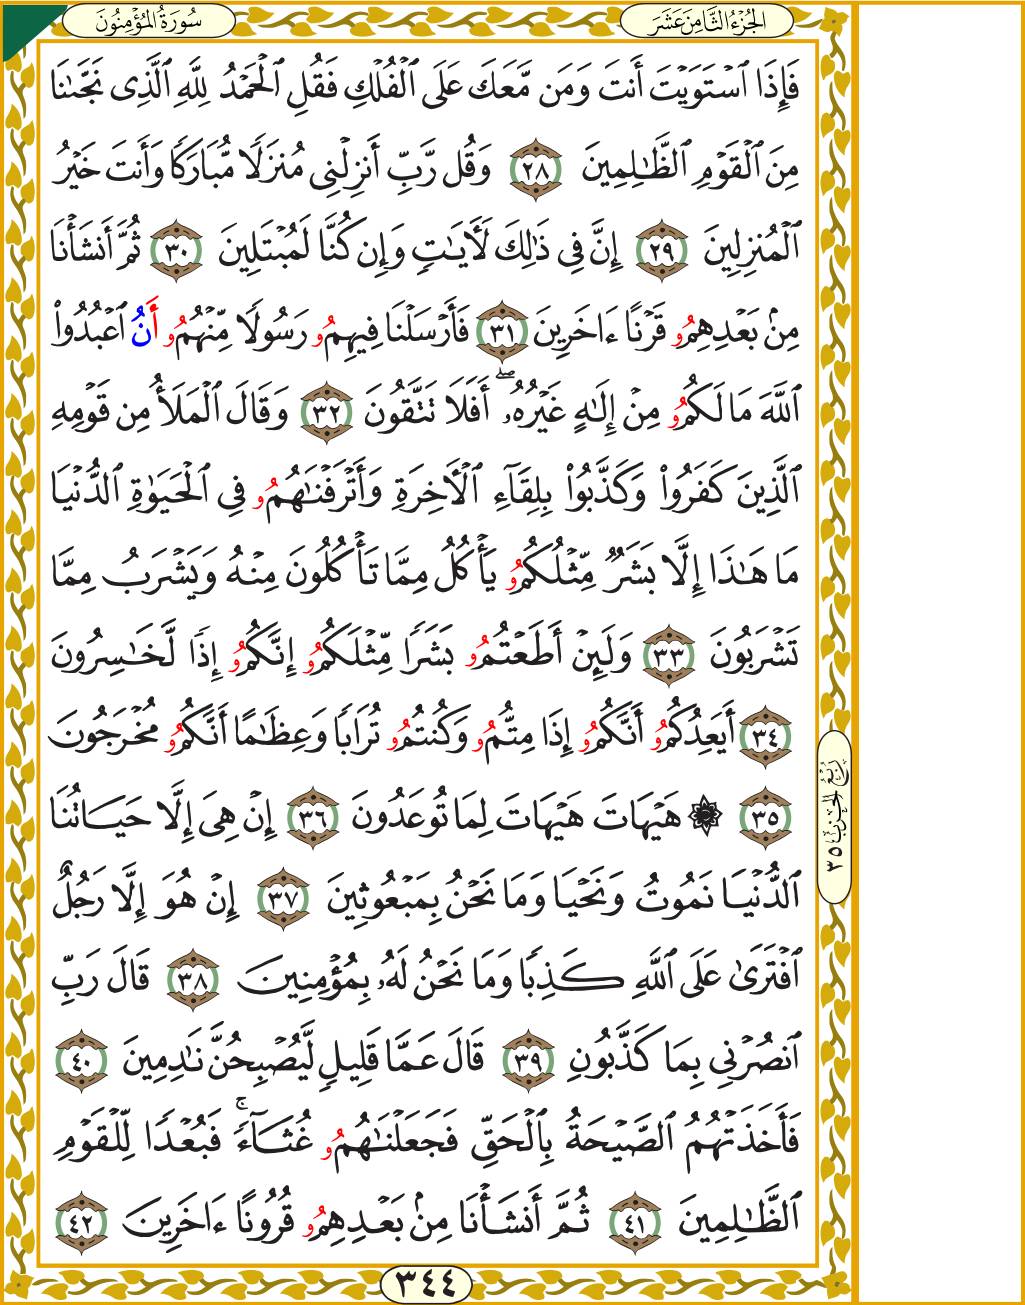 الجُزْءُ الثَّامِنَ عَشَرَ
سُورَةُ المُؤْمِنُونَ
فَإِذَا ٱسْتَوَيْتَ أَنتَ وَمَن مَّعَكَ عَلَى ٱلْفُلْكِ فَقُلِ ٱلْحَمْدُ لِلَّهِ ٱلَّذِى نَجَّىٰنَا
مِنَ ٱلْقَوْمِ ٱلظَّـٰلِمِينَ ٢٨ وَقُل رَّبِّ أَنزِلْنِى مُنزَلًا مُّبَارَكًا وَأَنتَ خَيْرُ
ٱلْمُنزِلِينَ ٢٩ إِنَّ فِى ذَٰلِكَ لَأَيَـٰتٍ وَإِن كُنَّا لَمُبْتَلِينَ ٣٠ ثُمَّ أَنشَأْنَا
مِنۢ بَعْدِهِمُۥ قَرْنًا ءَاخَرِينَ ٣١ فَأَرْسَلْنَا فِيهِمُۥ رَسُولًا مِّنْهُمُۥ أَنُ ٱعْبُدُوا۟
ٱللَّهَ مَا لَكُمُۥ مِنْ إِلَـٰهٍ غَيْرُهُۥۖ أَفَلَا تَتَّقُونَ ٣٢ وَقَالَ ٱلْمَلَأُ مِن قَوْمِهِ
ٱلَّذِينَ كَفَرُوا۟ وَكَذَّبُوا۟ بِلِقَآءِ ٱلْأَخِرَةِ وَأَتْرَفْنَـٰهُمُۥ فِى ٱلْحَيَوٰةِ ٱلدُّنْيَا
مَا هَـٰذَا إِلَّا بَشَرٌ مِّثْلُكُمُۥ يَأْكُلُ مِمَّا تَأْكُلُونَ مِنْهُ وَيَشْرَبُ مِمَّا
تَشْرَبُونَ ٣٣ وَلَئِنْ أَطَعْتُمُۥ بَشَرًا مِّثْلَكُمُۥ إِنَّكُمُۥ إِذًا لَّخَـٰسِرُونَ
٣٤ أَيَعِدُكُمُۥ أَنَّكُمُۥ إِذَا مِتُّمُۥ وَكُنتُمُۥ تُرَابًا وَعِظَـٰمًا أَنَّكُمُۥ مُخْرَجُونَ
٣٥ ۞ هَيْهَاتَ هَيْهَاتَ لِمَا تُوعَدُونَ ٣٦ إِنْ هِىَ إِلَّا حَيَاتُنَا
ٱلدُّنْيَا نَمُوتُ وَنَحْيَا وَمَا نَحْنُ بِمَبْعُوثِينَ ٣٧ إِنْ هُوَ إِلَّا رَجُلٌ
ٱفْتَرَىٰ عَلَى ٱللَّهِ كَذِبًا وَمَا نَحْنُ لَهُۥ بِمُؤْمِنِينَ ٣٨ قَالَ رَبِّ
ٱنصُرْنِى بِمَا كَذَّبُونِ ٣٩ قَالَ عَمَّا قَلِيلٍ لَّيُصْبِحُنَّ نَـٰدِمِينَ ٤٠
فَأَخَذَتْهُمُ ٱلصَّيْحَةُ بِٱلْحَقِّ فَجَعَلْنَـٰهُمُۥ غُثَآءًۚ فَبُعْدًا لِّلْقَوْمِ
ٱلظَّـٰلِمِينَ ٤١ ثُمَّ أَنشَأْنَا مِنۢ بَعْدِهِمُۥ قُرُونًا ءَاخَرِينَ ٤٢
رُبْعُ الحِزْبِ ٣٥
٣٤٤